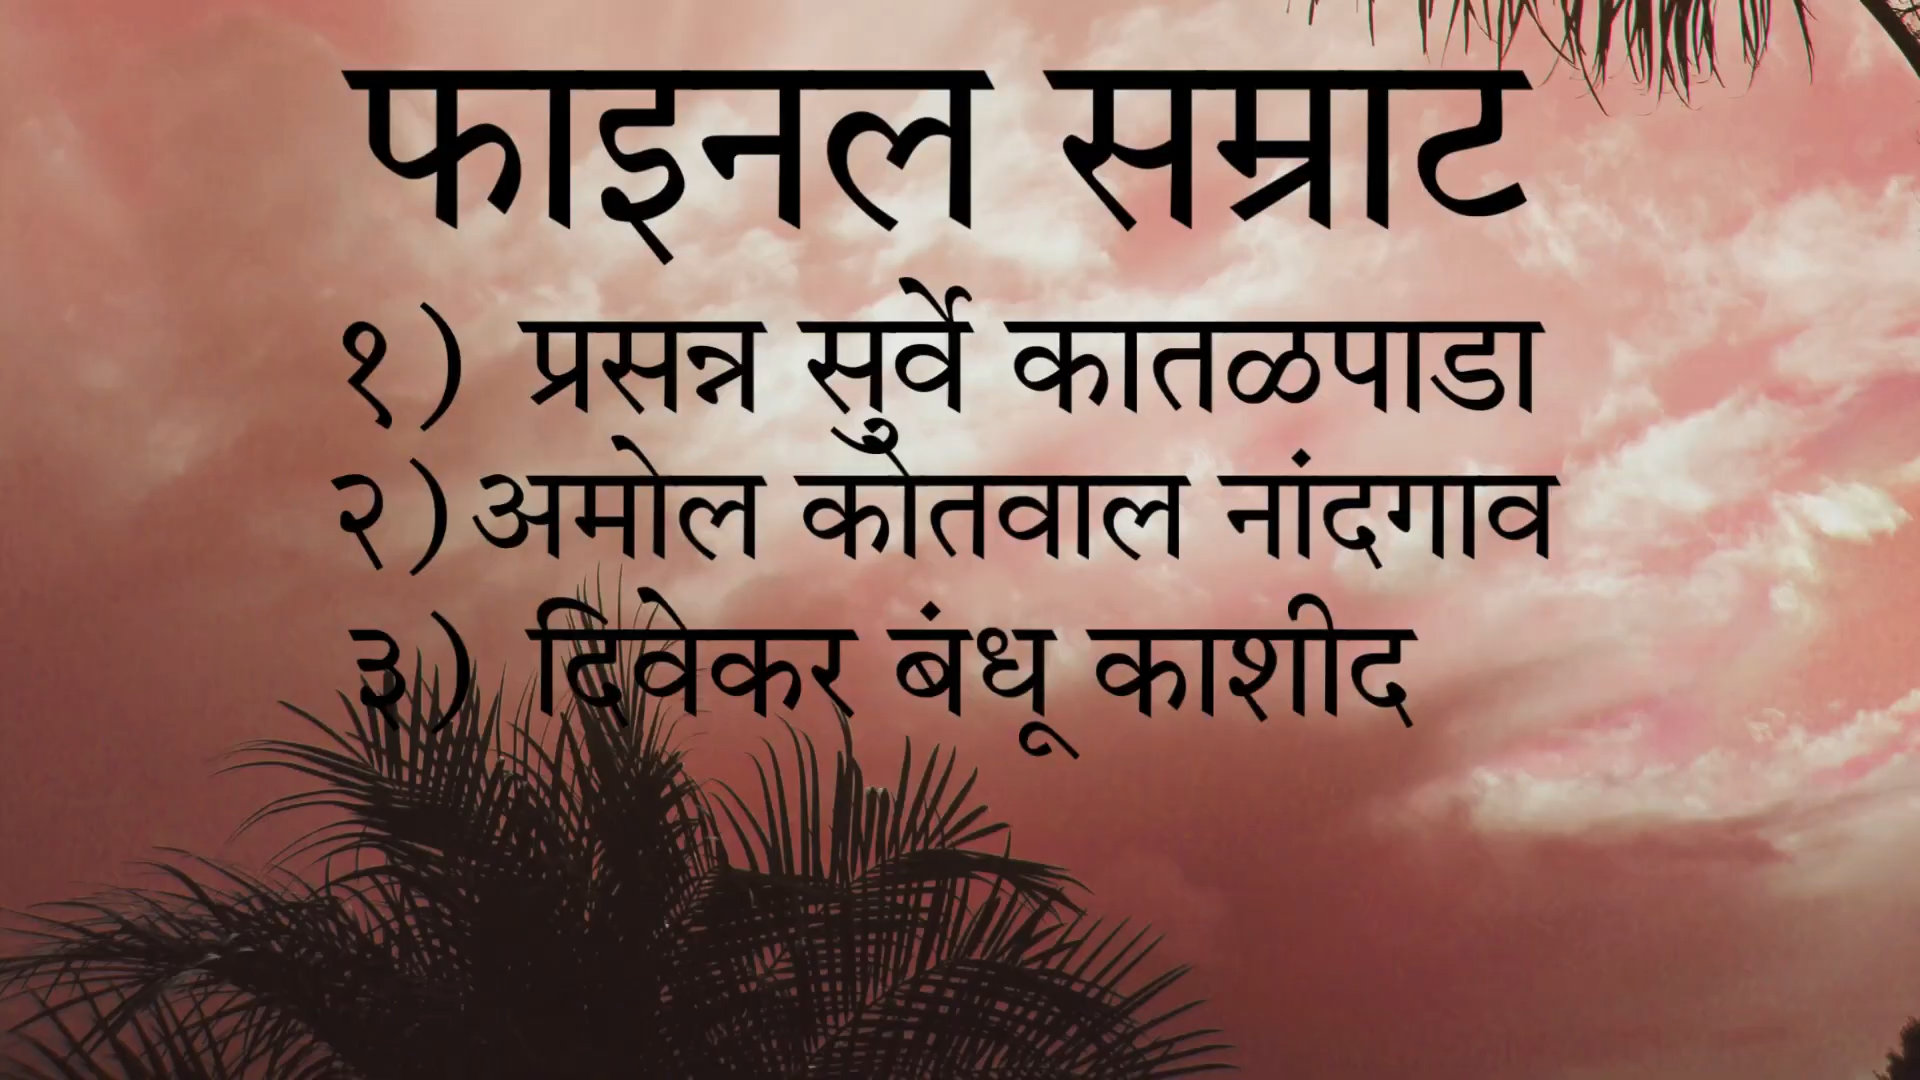 फाइनल सम्राट
१) प्रसन्न सुर्वे कातळपाडा
२) अमोल कोतवाल नांदगाव
३) दिवेकर बंधू काशीद